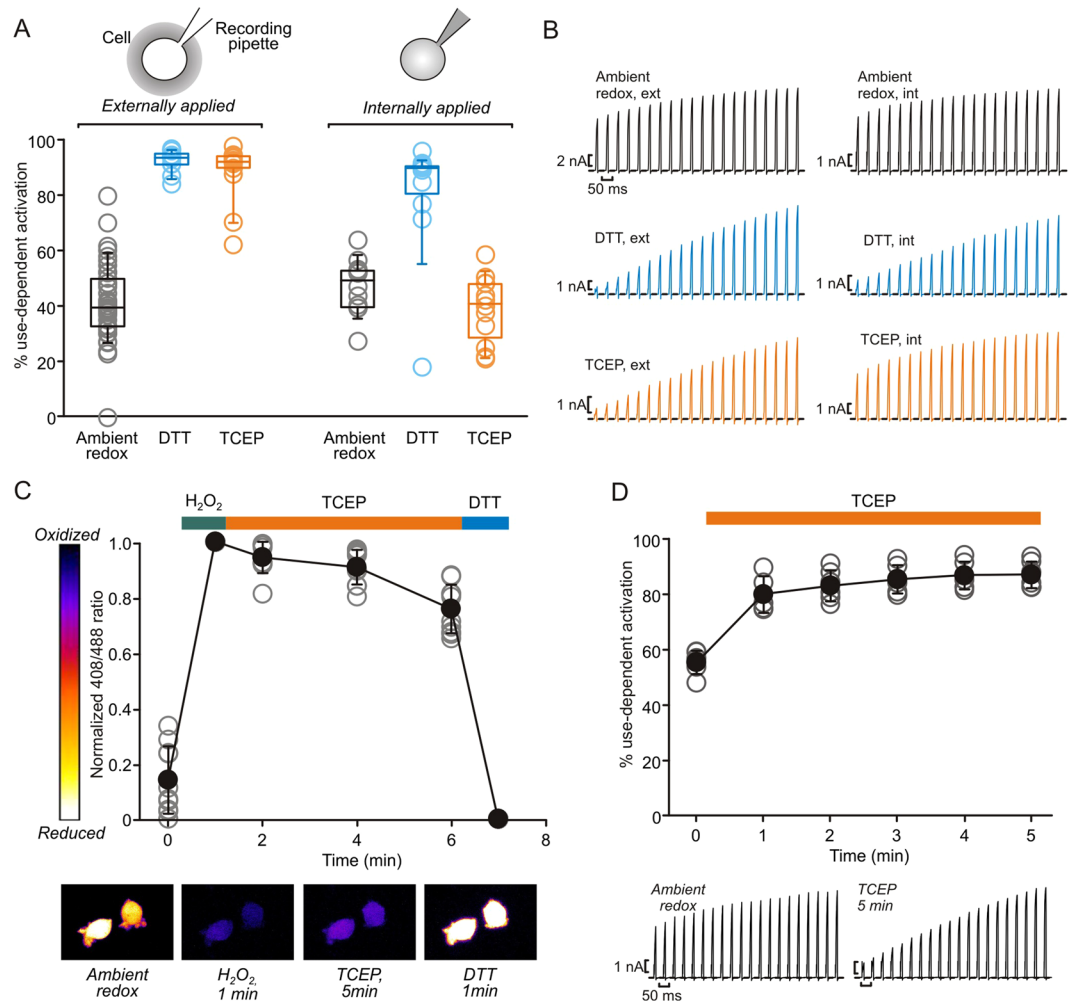 A
Cell
Recording
pipette
Externally applied
Internally applied
% use-dependent activation
100
80
60
40
20
0
Ambient
redox
DTT
TCEP
Ambient
redox
DTT
TCEP
B
Ambient
redox, ext
2 nA
50 ms
Ambient
redox, int
1 nA
DTT, ext
1 nA
DTT, int
1 nA
TCEP, ext
1 nA
TCEP, int
1 nA
C
H₂O₂
TCEP
DTT
Oxidized
Reduced
Normalized 408/488 ratio
1.0
0.8
0.6
0.4
0.2
0
0
2
4
6
8
Time (min)
Ambient
redox
H₂O₂,
1 min
TCEP,
5min
DTT
1min
D
TCEP
% use-dependent activation
100
80
60
40
20
0
0
1
2
3
4
5
Time (min)
Ambient
redox
1 nA
50 ms
TCEP
5 min